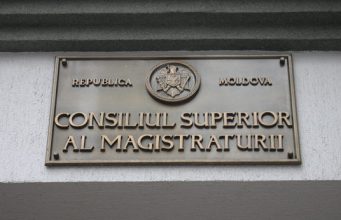 REPUBLICA MOLDOVA
CONSILIUL SUPERIOR
AL MAGISTRATURII